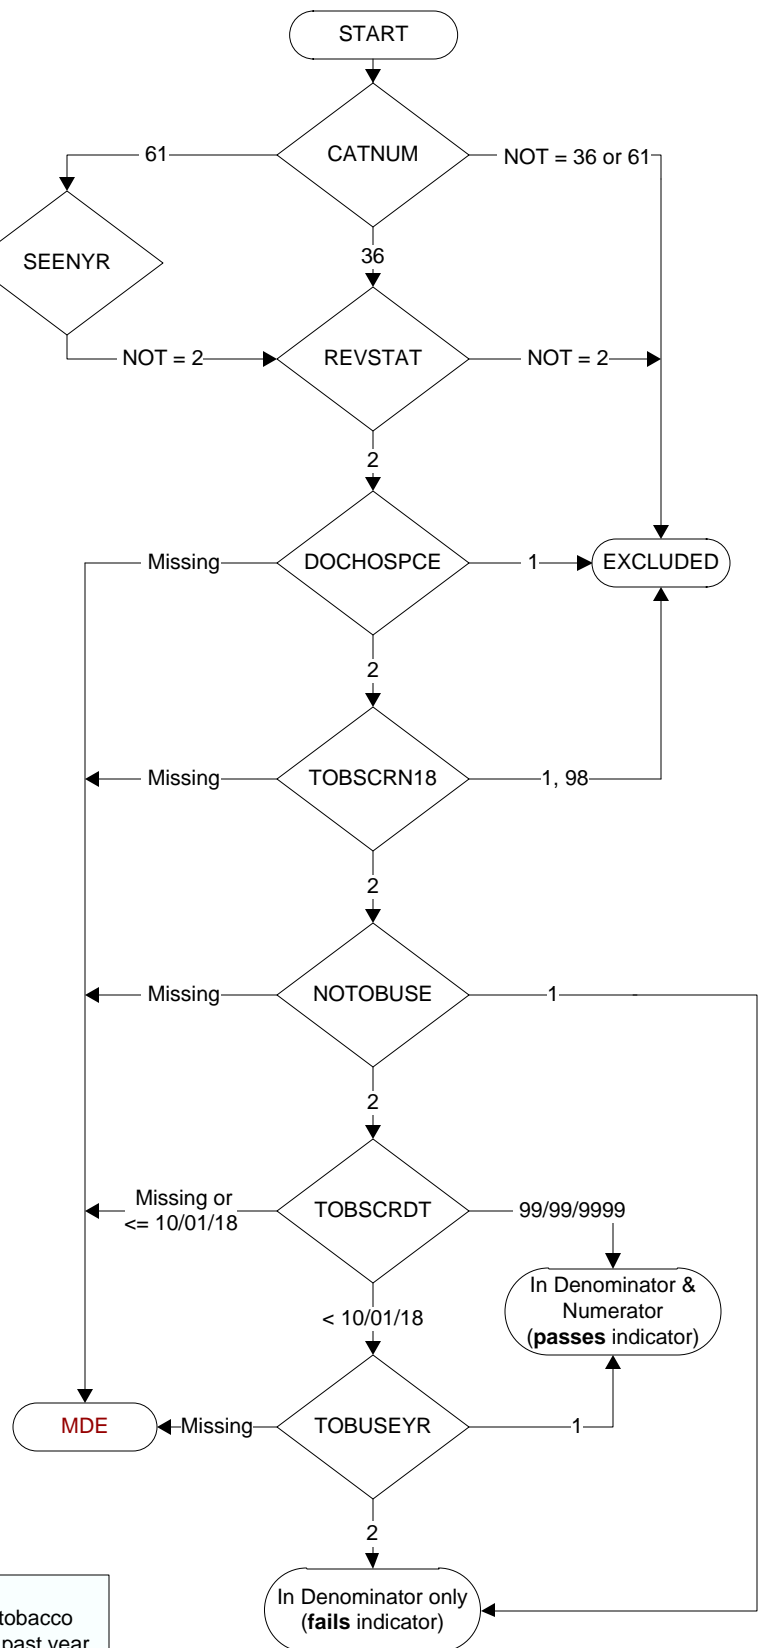 START
CATNUM
61
NOT = 36 or 61
36
SEENYR
NOT = 2
REVSTAT
NOT = 2
2
Missing
DOCHOSPCE
1
EXCLUDED
2
Missing
TOBSCRN18
1, 98
2
Missing
NOTOBUSE
1
2
Missing or
<= 10/01/18
TOBSCRDT
99/99/9999
In Denominator &
Numerator
(passes indicator)
< 10/01/18
MDE
Missing
TOBUSEYR
1
2
In Denominator only
(fails indicator)
tobacco
past year